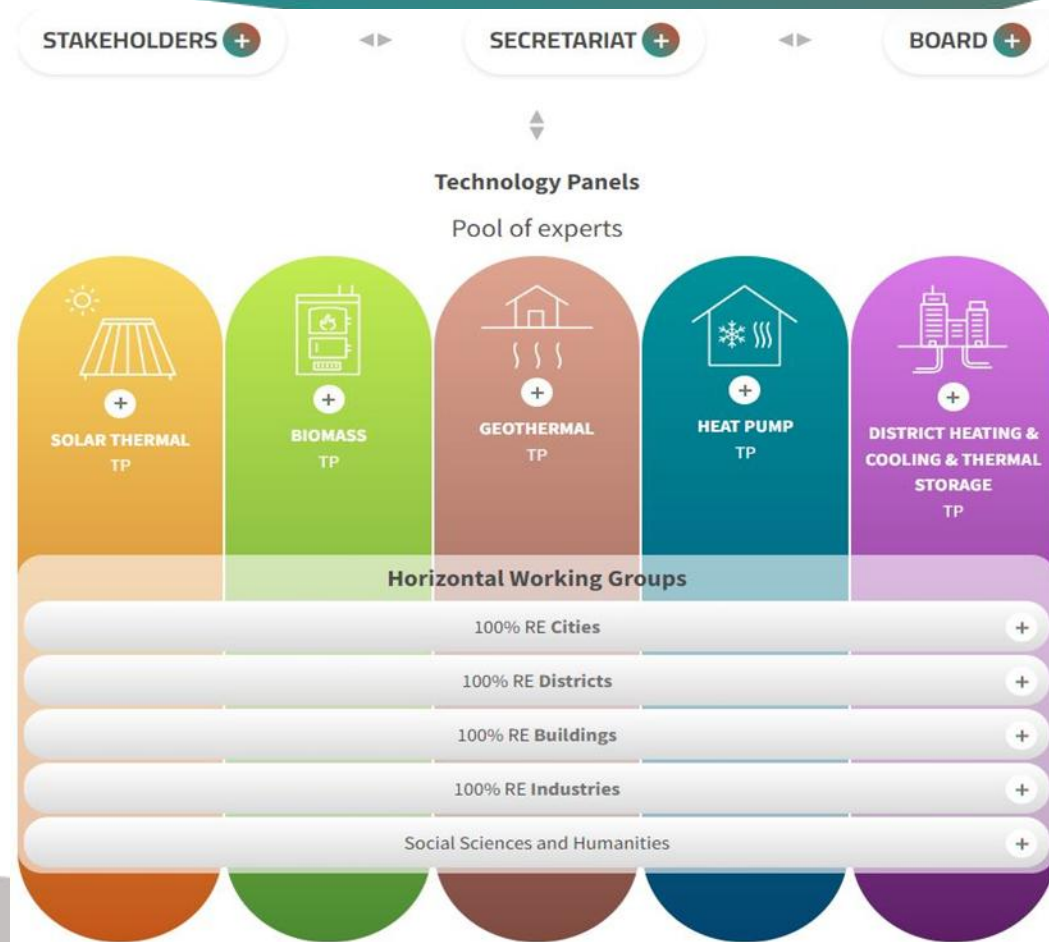 STAKEHOLDERS +
SECRETARIAT +
BOARD +
Technology Panels
Pool of experts
+
SOLAR THERMAL
TP
+
BIOMASS
TP
+
GEOTHERMAL
TP
+
HEAT PUMP
TP
+
DISTRICT HEATING &
COOLING & THERMAL
STORAGE
TP
Horizontal Working Groups
100% RE Cities +
100% RE Districts +
100% RE Buildings +
100% RE Industries +
Social Sciences and Humanities +